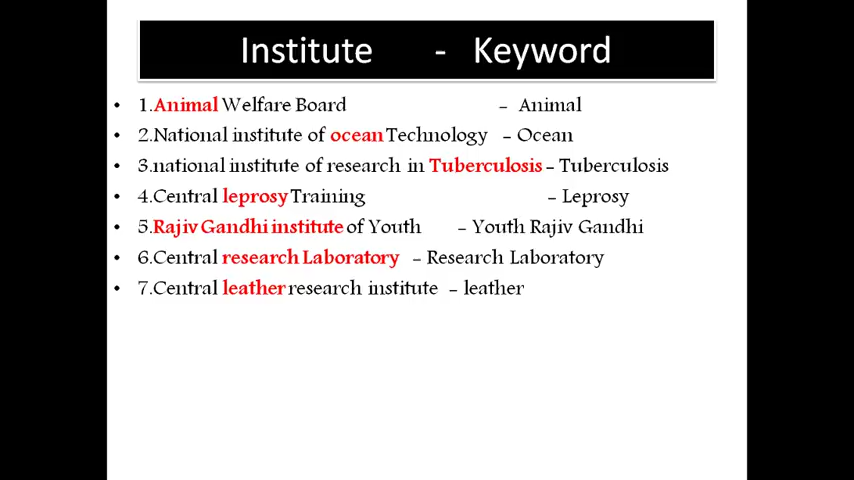 Institute - Keyword
• 1.Animal Welfare Board – Animal
• 2.National institute of ocean Technology – Ocean
• 3.national institute of research in Tuberculosis – Tuberculosis
• 4.Central leprosy Training – Leprosy
• 5.Rajiv Gandhi institute of Youth – Youth Rajiv Gandhi
• 6.Central research Laboratory – Research Laboratory
• 7.Central leather research institute – leather